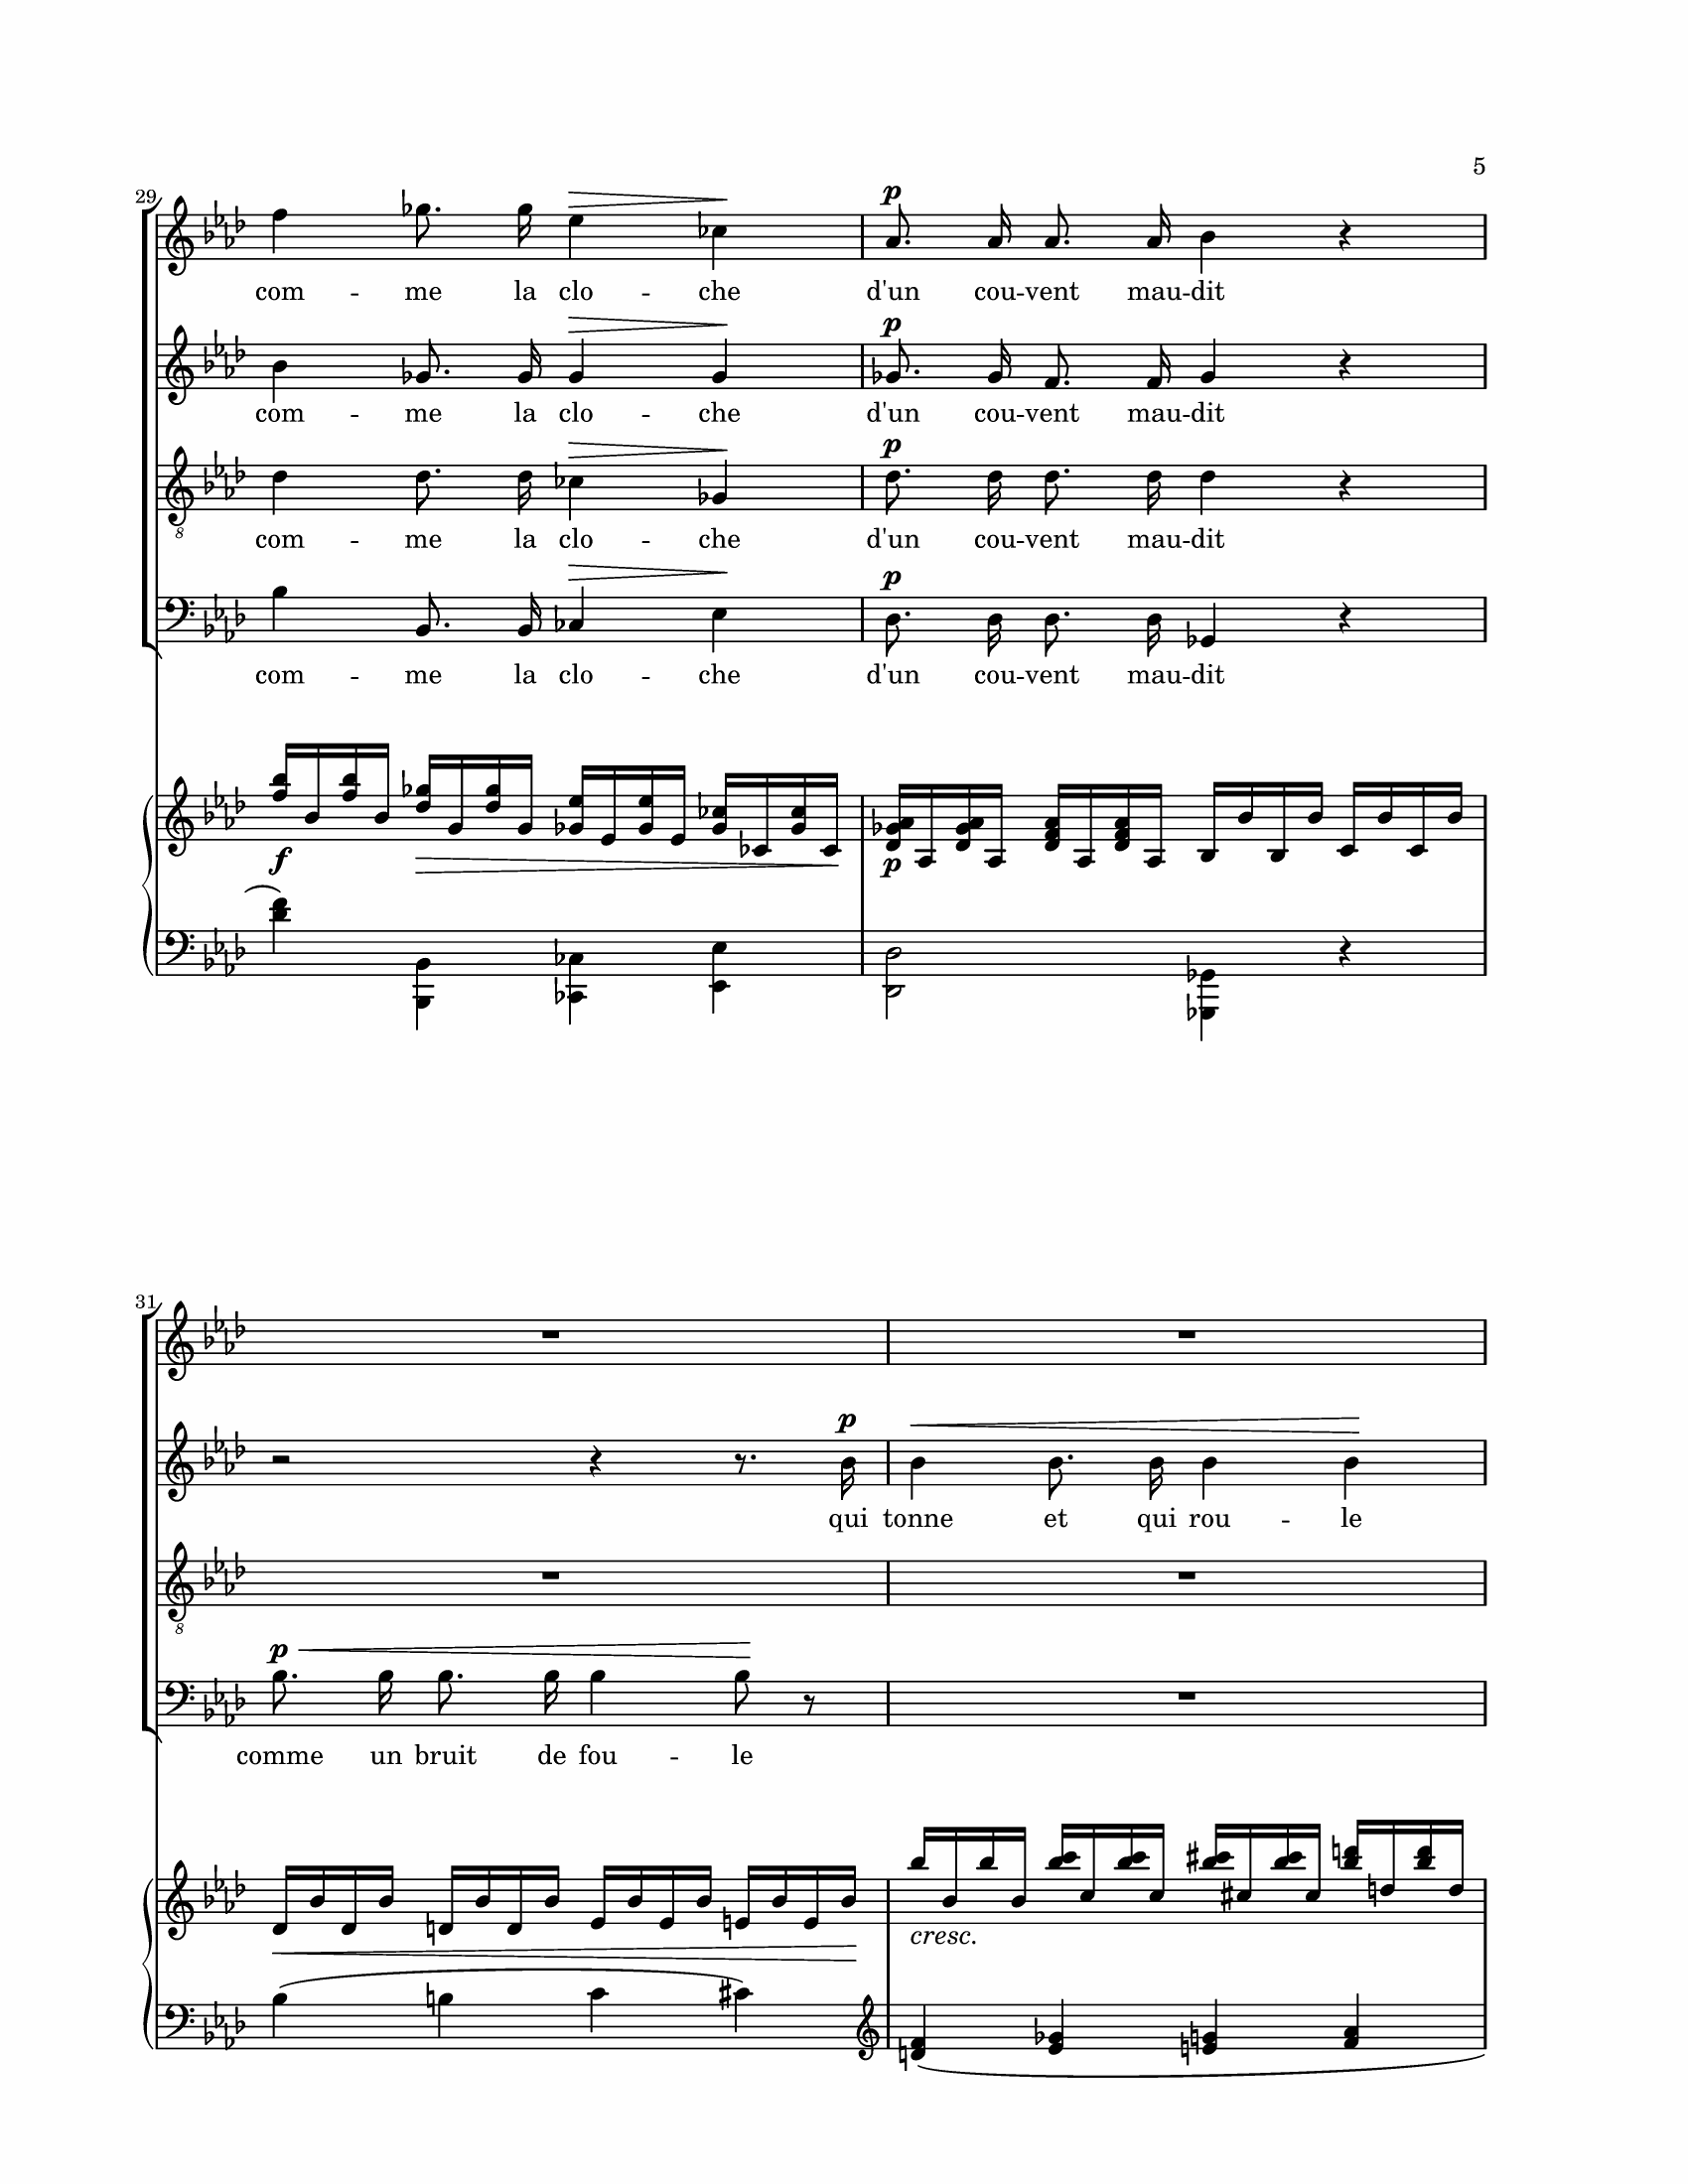 5
29
p
com - me la clo - che d'un cou-vent mau-dit
p
com - me la clo - che d'un cou-vent mau-dit
p
8
com - me la clo - che d'un cou-vent mau-dit
p
com - me la clo - che d'un cou-vent mau-dit
f p
31
p
qui tonne et qui rou - le
8
p
comme un bruit de fou - le
cresc.